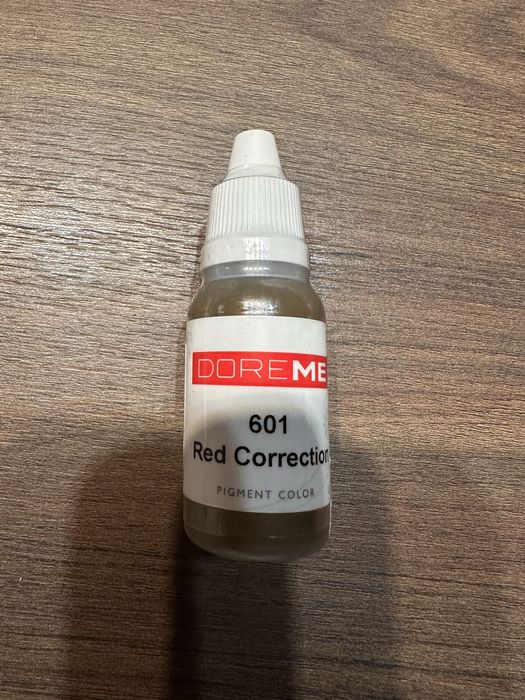 DOREME
601
Red Correction
PIGMENT COLOR